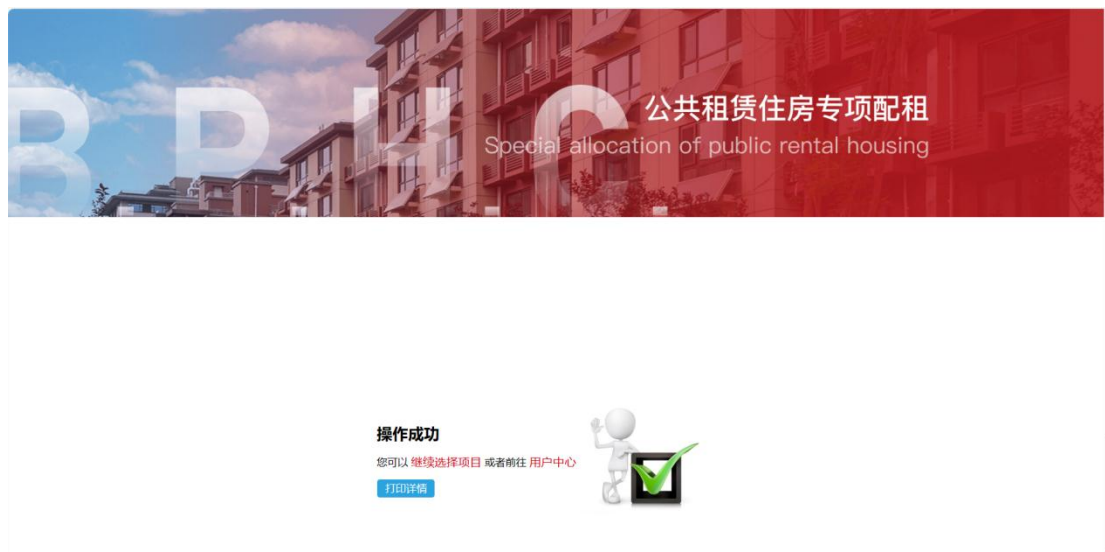 B P H C
公共租赁住房专项配租
Special allocation of public rental housing
操作成功
您可以 继续选择项目 或者前往 用户中心
打印详情